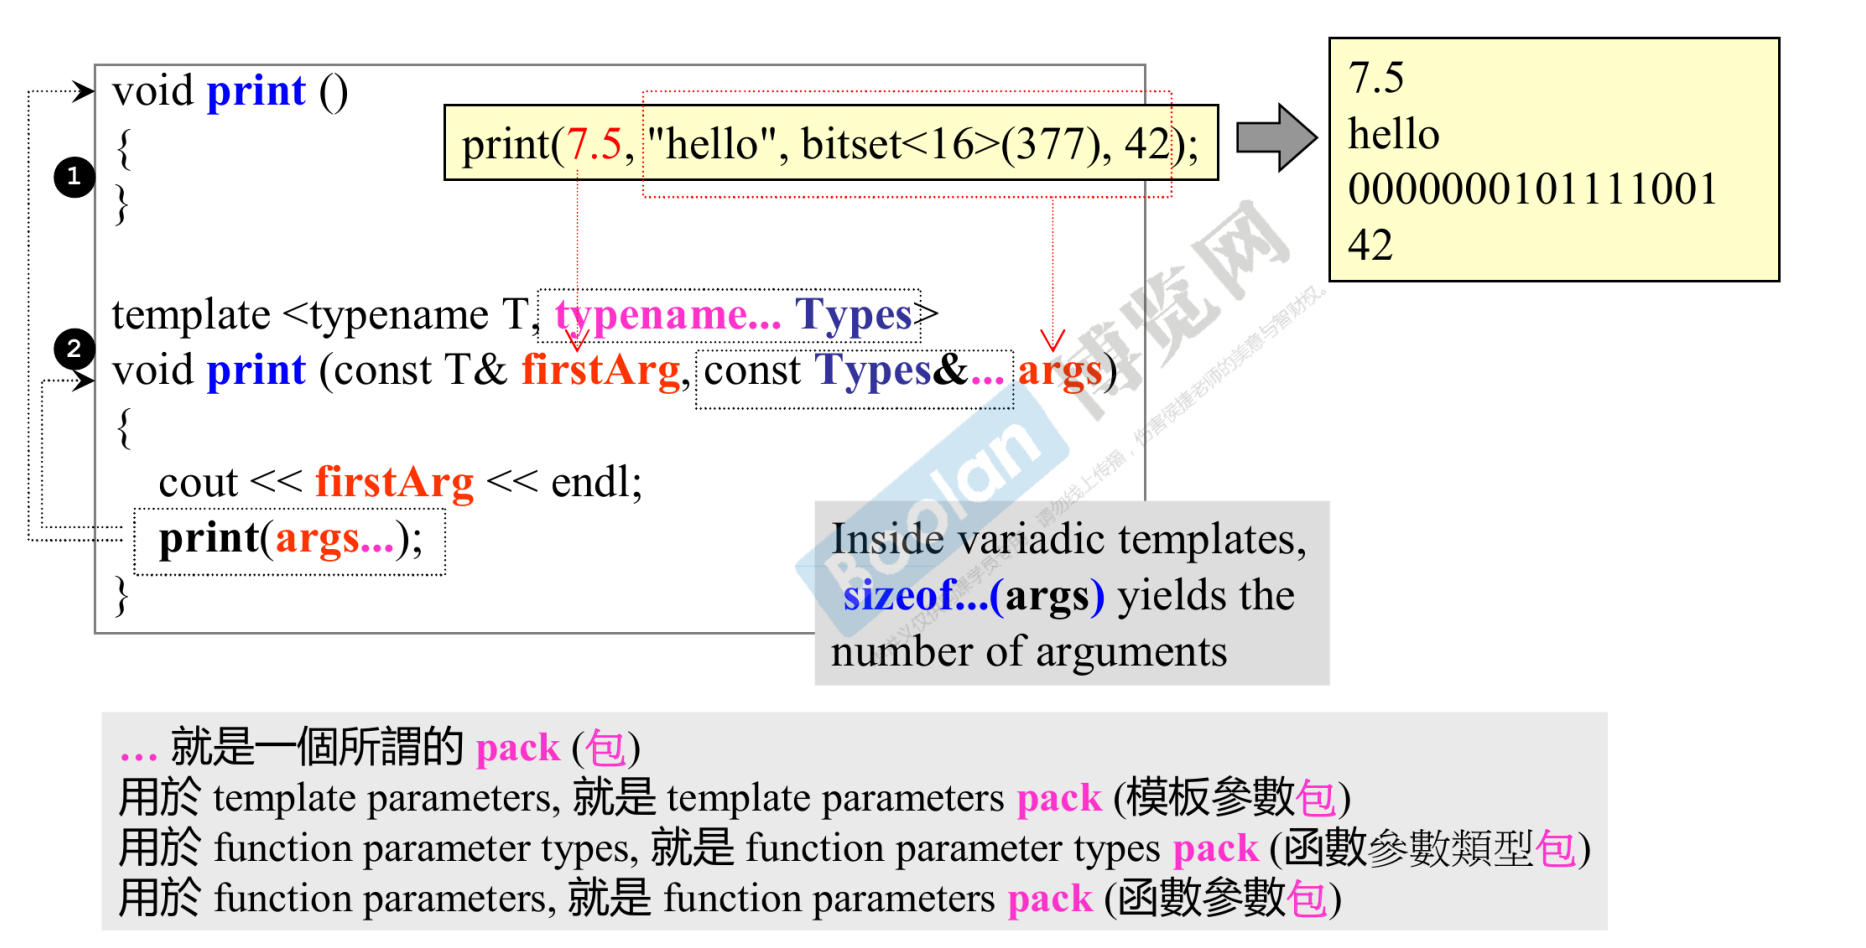 void print ()
{
}
1
print(7.5, "hello", bitset<16>(377), 42);
7.5
hello
0000000101111001
42
template <typename T, typename... Types>
2
void print (const T& firstArg, const Types&... args)
{
cout << firstArg << endl;
print(args...);
}
Inside variadic templates,
sizeof...(args) yields the
number of arguments
Boolan
博览网
... 就是一個所謂的 pack (包)
用於 template parameters, 就是 template parameters pack (模板參數包)
用於 function parameter types, 就是 function parameter types pack (函數參數類型包)
用於 function parameters, 就是 function parameters pack (函數參數包)